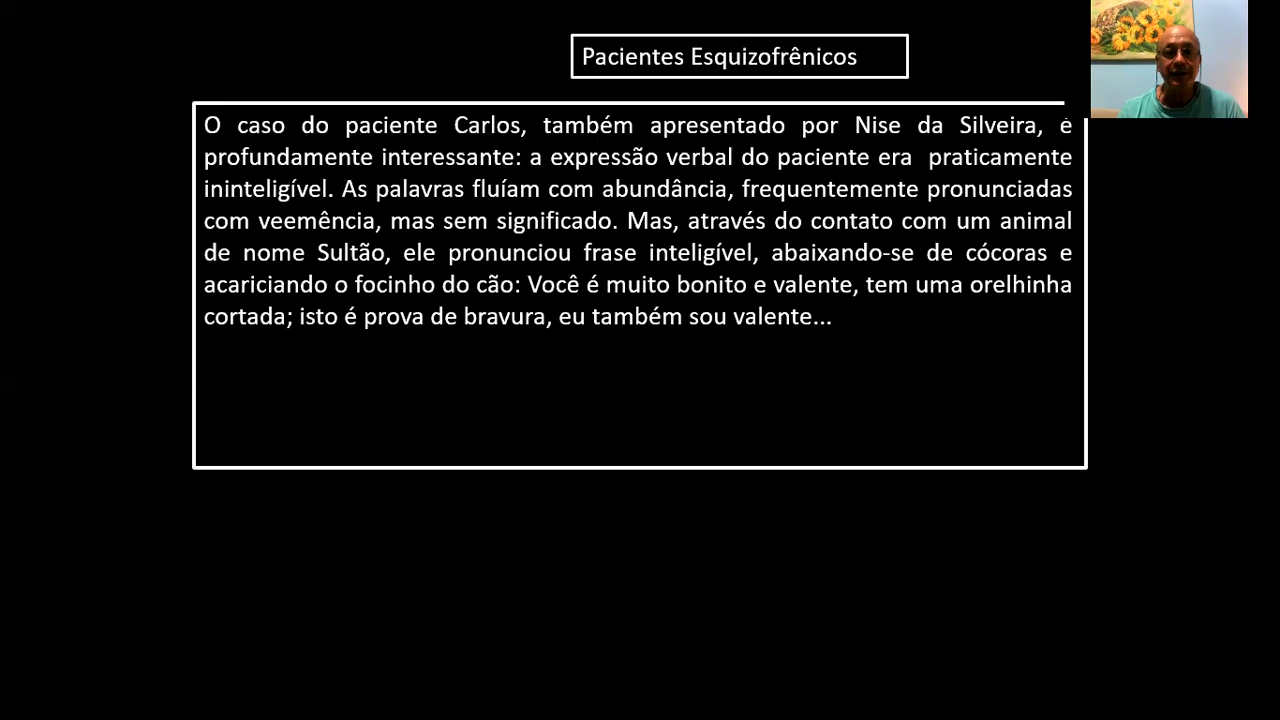 Pacientes Esquizofrênicos
O caso do paciente Carlos, também apresentado por Nise da Silveira, é
profundamente interessante: a expressão verbal do paciente era praticamente
ininteligível. As palavras fluíam com abundância, frequentemente pronunciadas
com veemência, mas sem significado. Mas, através do contato com um animal
de nome Sultão, ele pronunciou frase inteligível, abaixando-se de cócoras e
acariciando o focinho do cão: Você é muito bonito e valente, tem uma orelhinha
cortada; isto é prova de bravura, eu também sou valente...